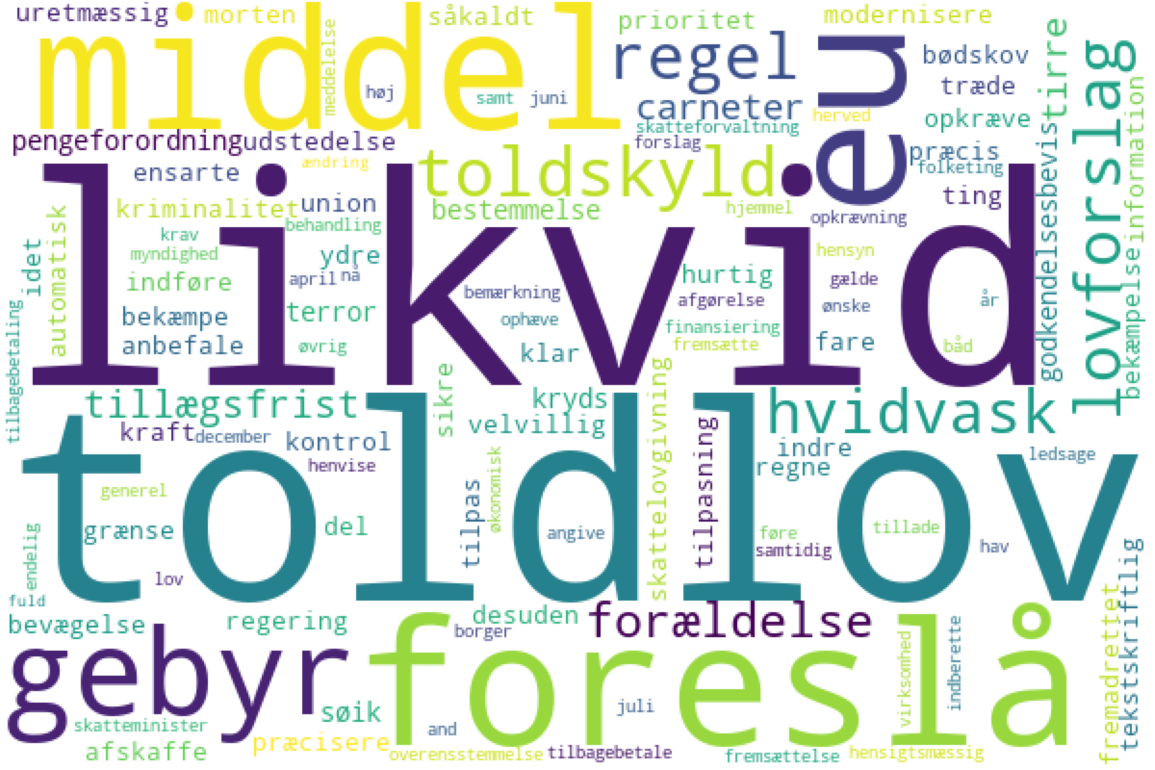 uretmæssig
morten
såkaldt
prioritet
modernisere
middel
meddelelse
høj
samt
juni
regel
carneter
skatteforvaltning
forslag
herved
eu
bødskov
træde
opkræve
tirre
lovforslag
bekæmpelse
information
pengeforordning
udstedelse
ændring
ensarte
toldskyld
præcis
folketing
ting
godkendelsesbevis
kriminalitet
union
bestemmelse
hjemmel
opkrævning
behandling
krav
myndighed
ydre
idet
automatisk
indføre
april
nå
likvid
hurtig
hensyn
gælde
bemærkning
afgørelse
ønske
år
tilbagebetaling
bekæmpe
terror
ophæve
finansiering
fremsætte
fare
båd
anbefale
øvrig
klar
tillægsfrist
sikre
kryds
hvidvask
kraft
december
kontrol
velvillig
skattelovgivning
tilpasning
indre
regne
ledsage
henvise
økonomisk
generel
toldlov
grænse
del
tilpas
angive
føre
samtidig
tillade
hav
endelig
lov
fuld
bevægelse
regering
desuden
borger
forældelse
gebyr
foreslå
virksomhed
indberette
fremadrettet
tekstskriftlig
søik
juli
skatteminister
and
afskaffe
præcisere
overensstemmelse
tilbagebetale
fremsættelse
hensigtsmæssig